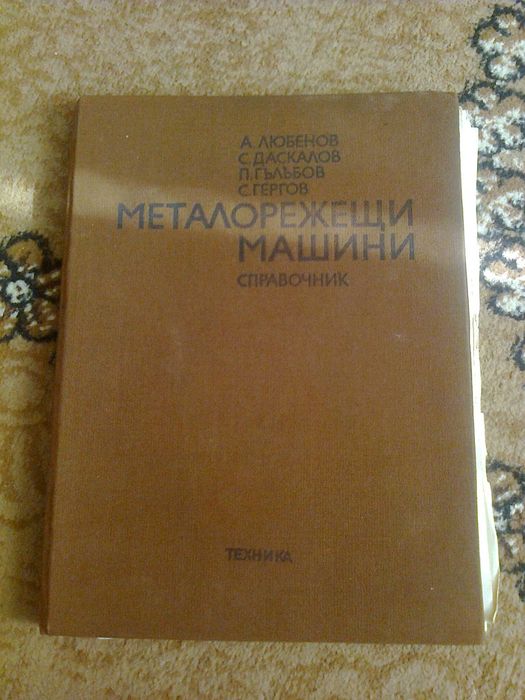 А. ЛЮБЕНОВ
С. ДАСКАЛОВ
П. ГЪЛЪБОВ
С. ГЕРГОВ
МЕТАЛОРЕЖЕЩИ
МАШИНИ
СПРАВОЧНИК
ТЕХНИКА